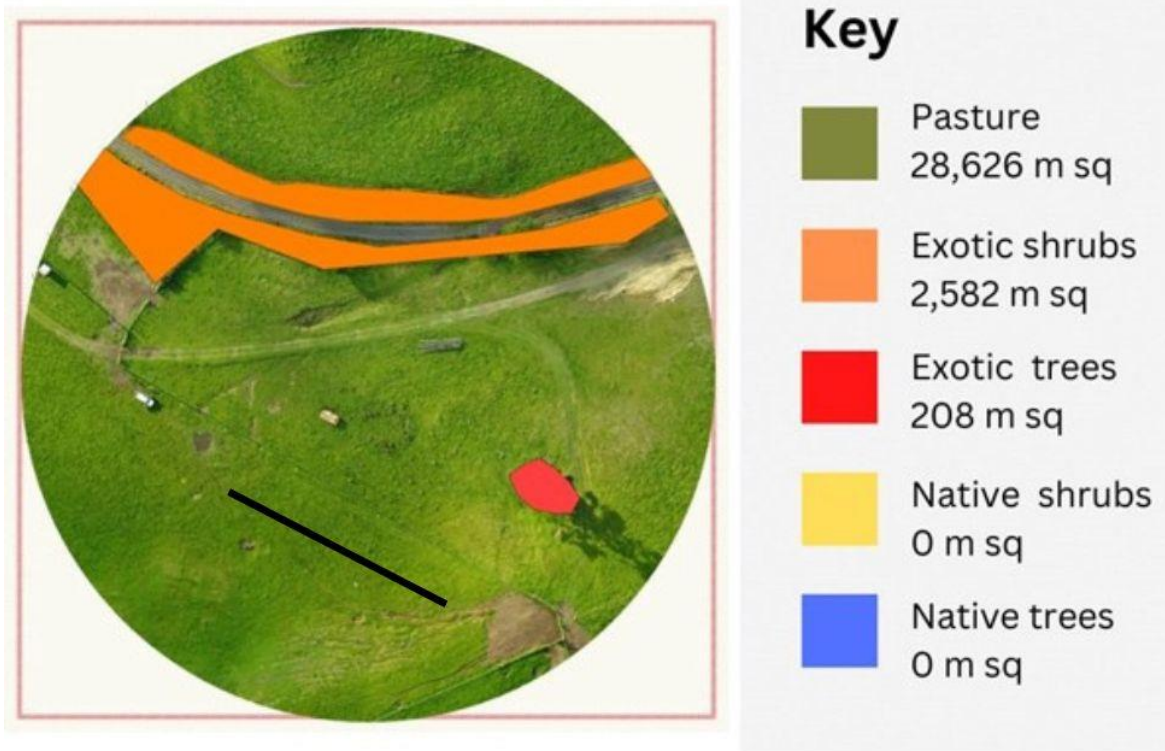 Key
Pasture
28,626 m sq
Exotic shrubs
2,582 m sq
Exotic trees
208 m sq
Native shrubs
0 m sq
Native trees
0 m sq